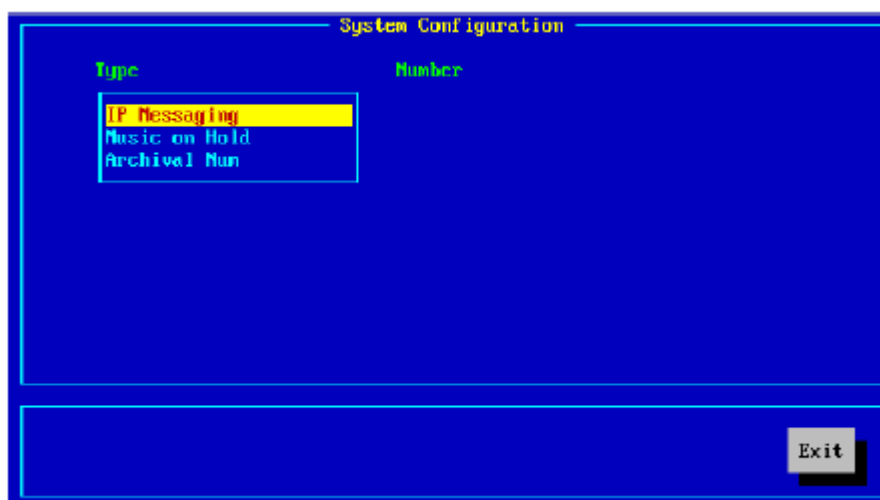 System Configuration
Type Number
IP Messaging
Music on Hold
Archival Num
Exit